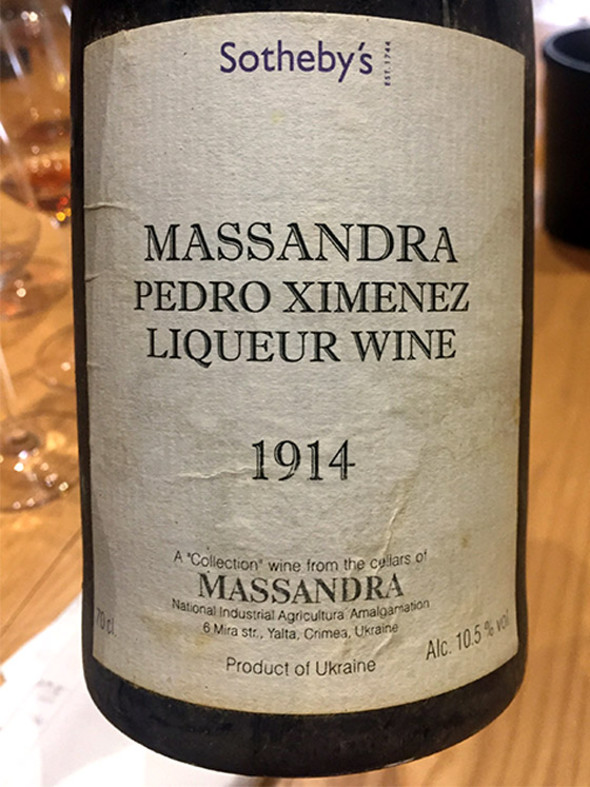 Sotheby's EST. 1744
MASSANDRA
PEDRO XIMENEZ
LIQUEUR WINE
1914
A "Collection" wine from the cellars of
MASSANDRA
National Industrial Agricultura Amalgamation
6 Mira str., Yalta, Crimea, Ukraine
70 cl
Alc. 10.5 % vol
Product of Ukraine